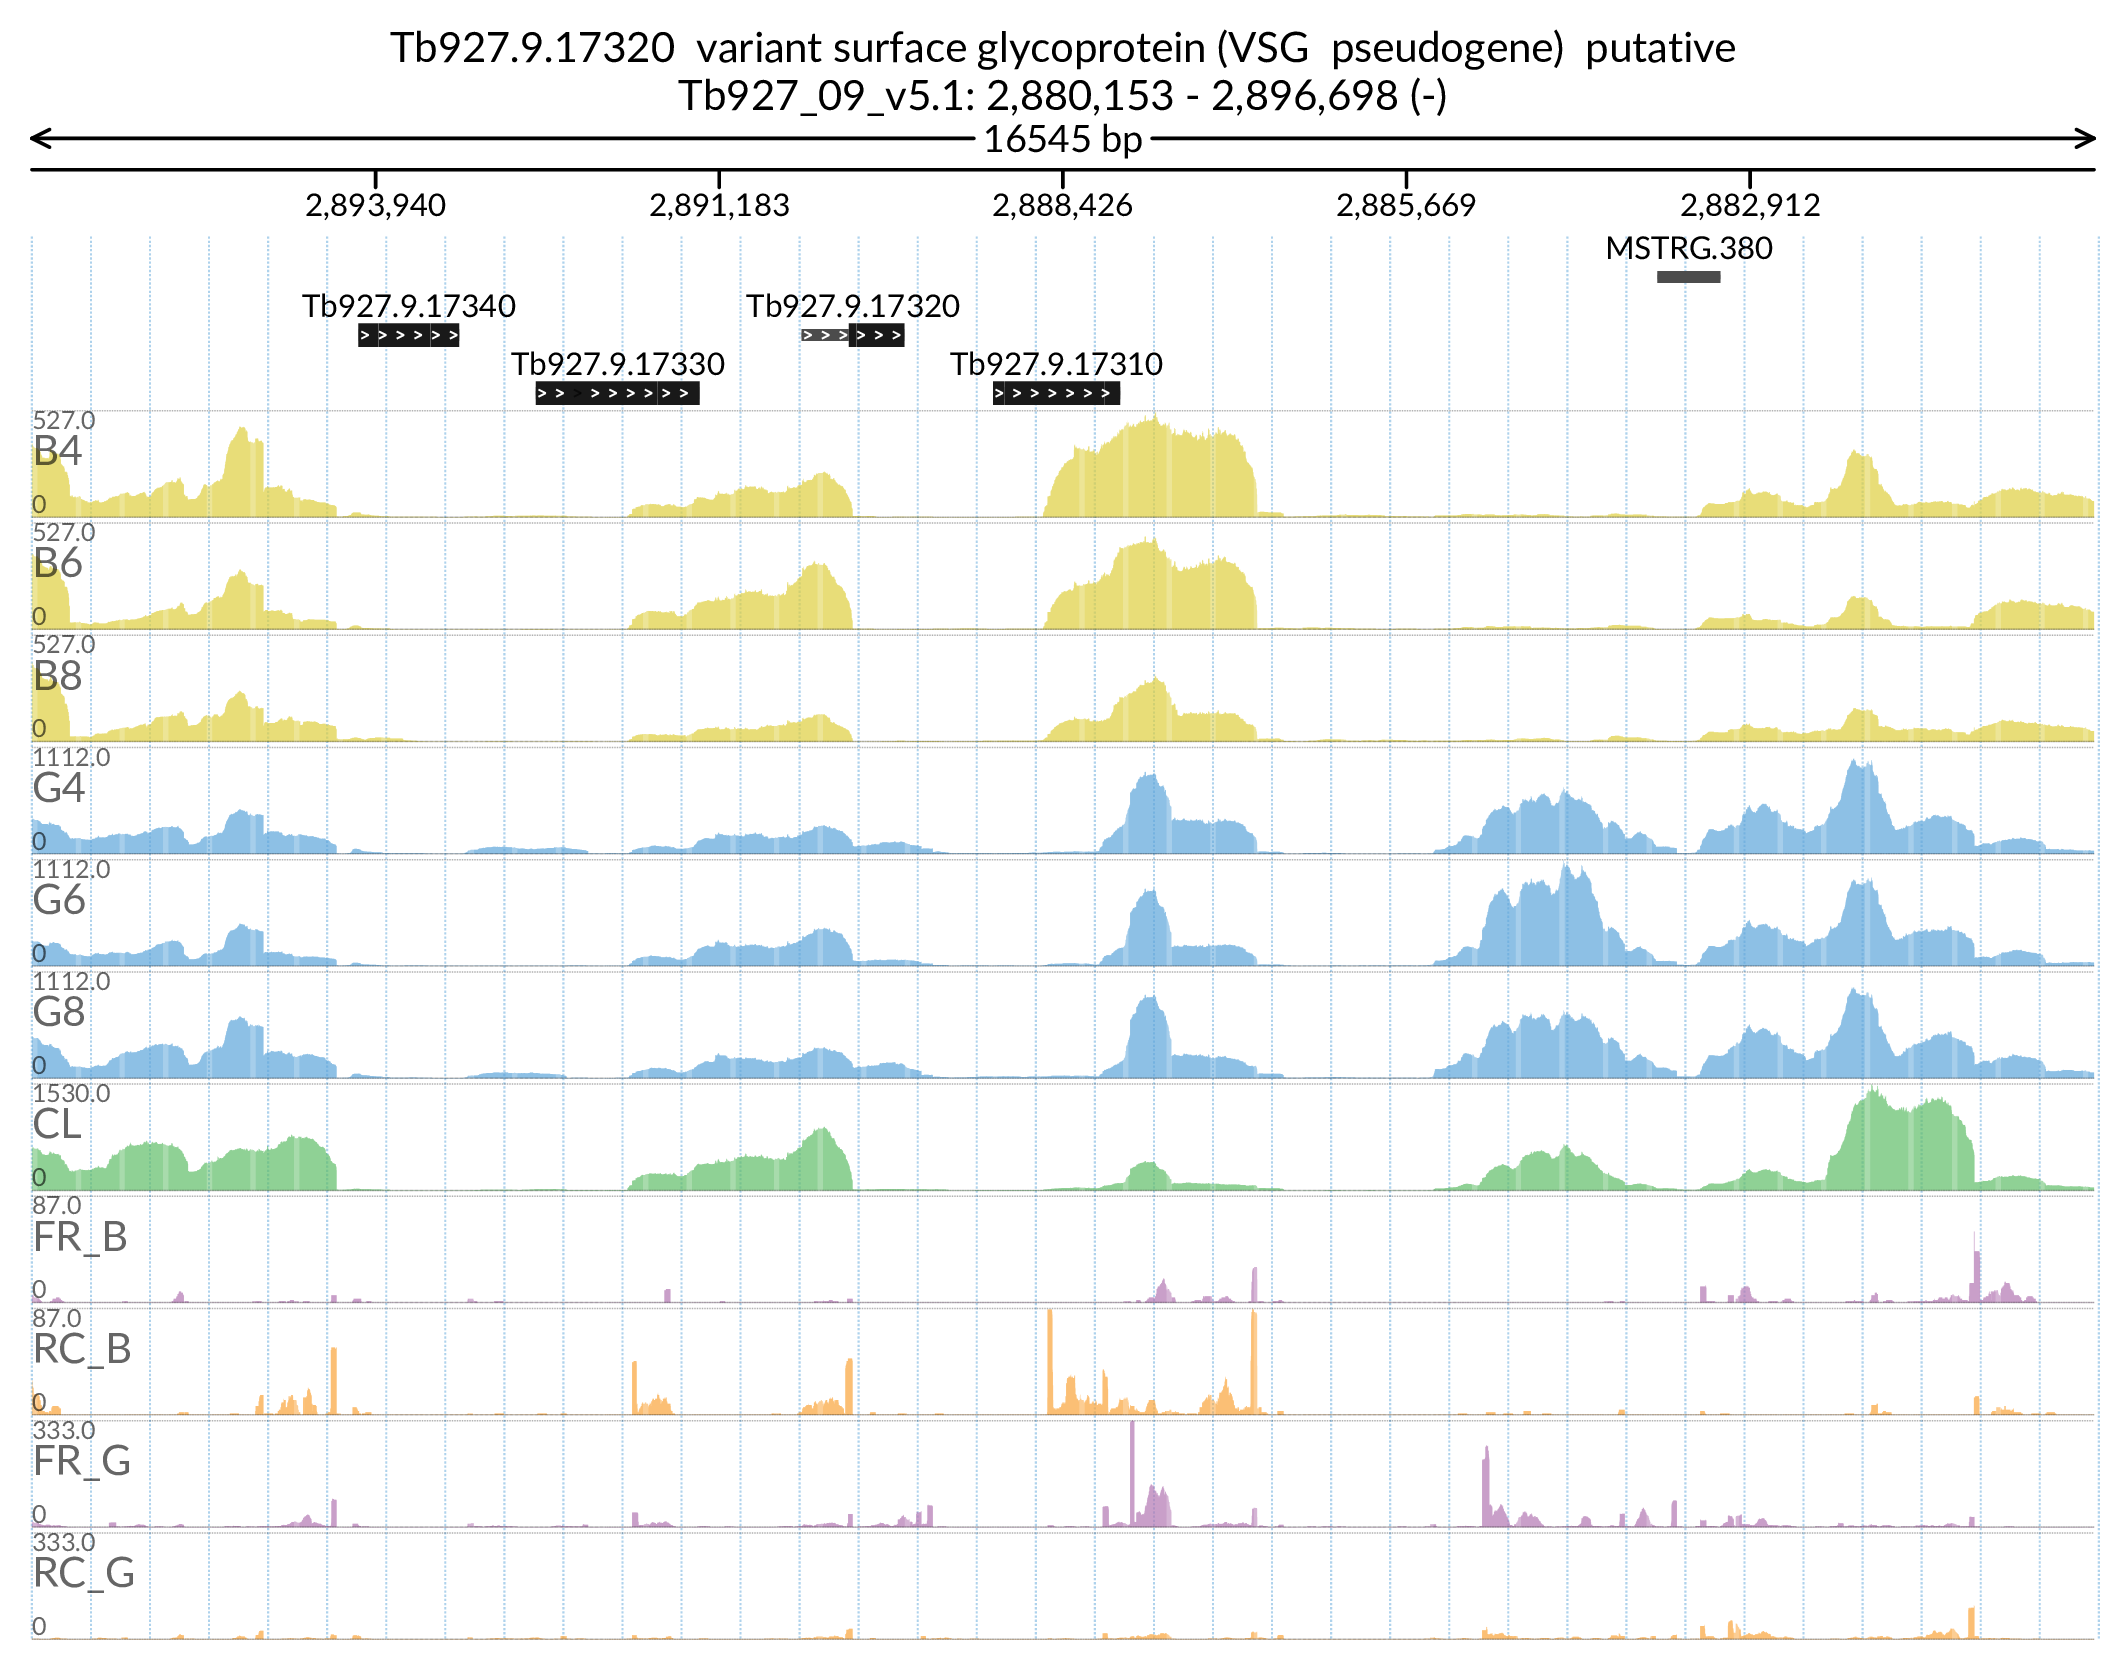 Tb927.9.17320  variant surface glycoprotein (VSG  pseudogene)  putative
Tb927_09_v5.1: 2,880,153 - 2,896,698 (-)
16545 bp
2,893,940 2,891,183 2,888,426 2,885,669 2,882,912
MSTRG.380
Tb927.9.17340 Tb927.9.17320
Tb927.9.17330 Tb927.9.17310
527.0
B4
0
527.0
B6
0
527.0
B8
0
1112.0
G4
0
1112.0
G6
0
1112.0
G8
0
1530.0
CL
0
87.0
FR_B
0
87.0
RC_B
0
333.0
FR_G
0
333.0
RC_G
0